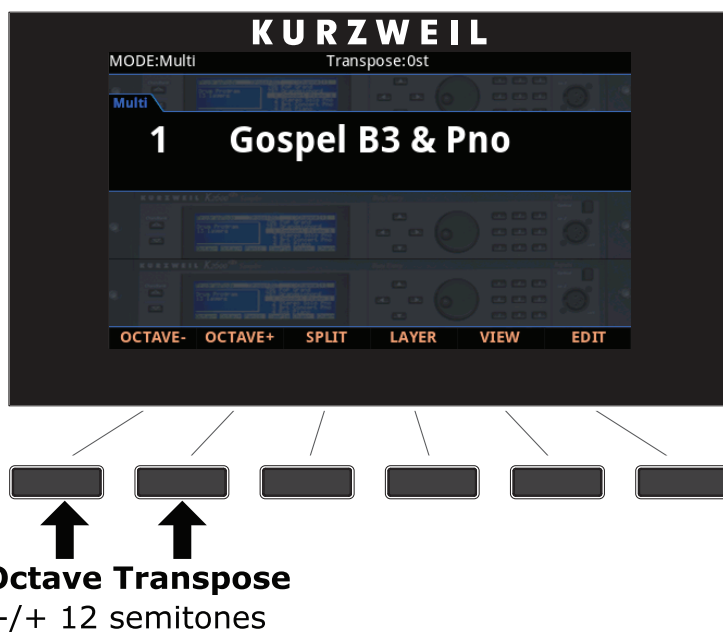 KURZWEIL
MODE:Multi Transpose:0st
Multi
1 Gospel B3 & Pno
OCTAVE- OCTAVE+ SPLIT LAYER VIEW EDIT
Octave Transpose
-/+ 12 semitones